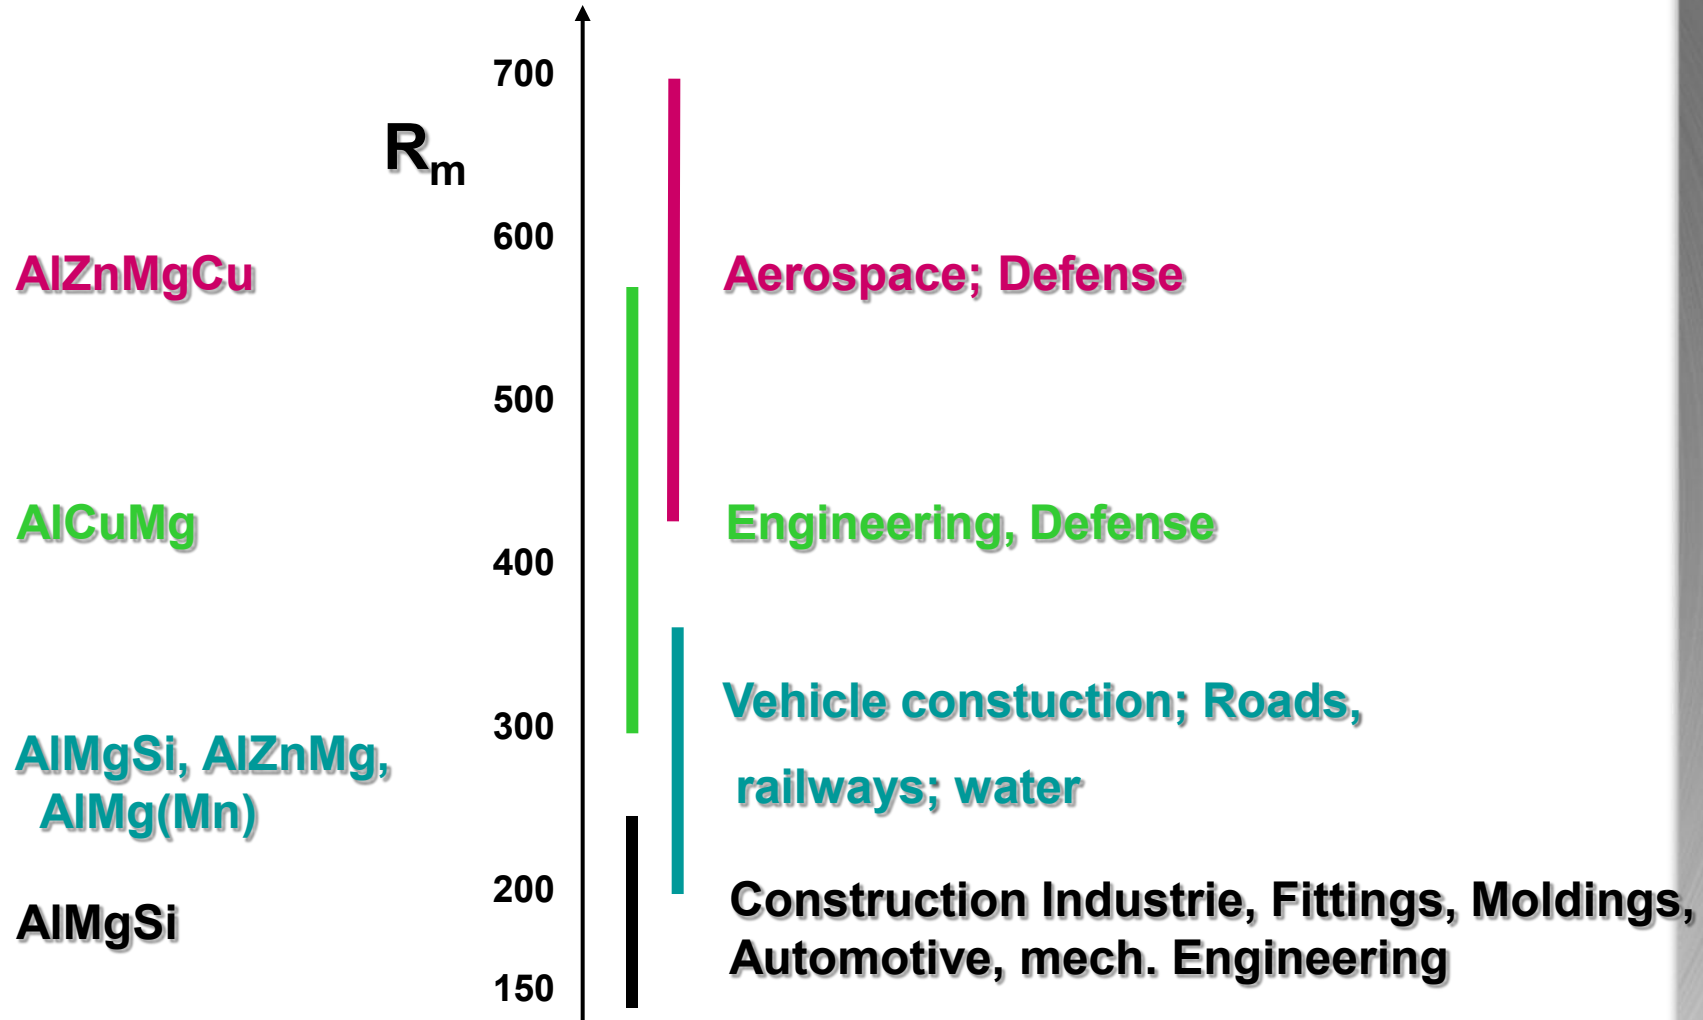 700
Rm
600
AlZnMgCu
Aerospace; Defense
500
AlCuMg
Engineering, Defense
400
Vehicle constuction; Roads,
300
AlMgSi, AlZnMg,
railways; water
AlMg(Mn)
200
Construction Industrie, Fittings, Moldings,
AlMgSi
Automotive, mech. Engineering
150